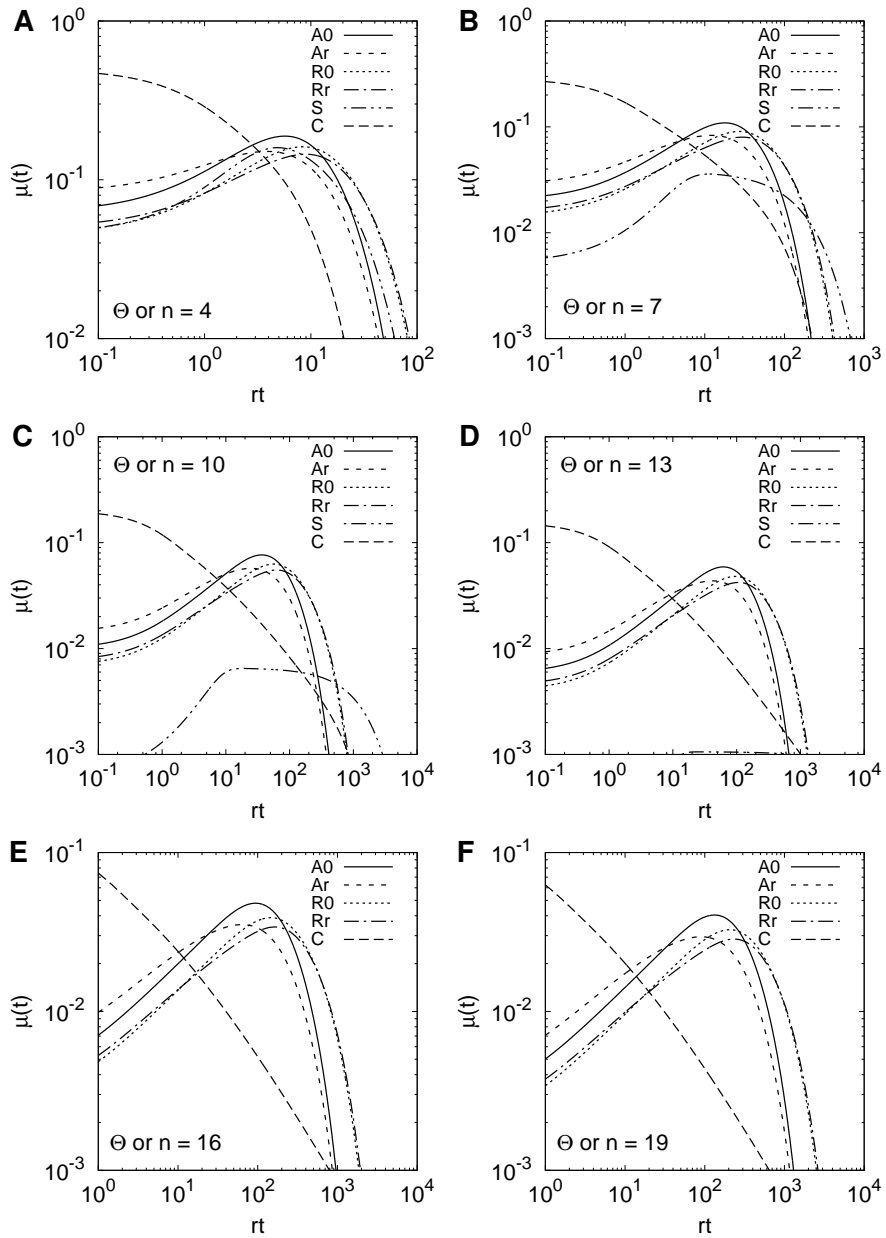 A
10^0
10^-1
10^-2
μ(t)
A0
Ar
R0
Rr
S
C
Θ or n = 4
10^-1 10^0 10^1 10^2
rt
B
10^0
10^-1
10^-2
10^-3
μ(t)
A0
Ar
R0
Rr
S
C
Θ or n = 7
10^-1 10^0 10^1 10^2 10^3
rt
C
10^0
10^-1
10^-2
10^-3
μ(t)
Θ or n = 10
A0
Ar
R0
Rr
S
C
10^-1 10^0 10^1 10^2 10^3 10^4
rt
D
10^0
10^-1
10^-2
10^-3
μ(t)
Θ or n = 13
A0
Ar
R0
Rr
S
C
10^-1 10^0 10^1 10^2 10^3 10^4
rt
E
10^-1
10^-2
10^-3
μ(t)
A0
Ar
R0
Rr
C
Θ or n = 16
10^0 10^1 10^2 10^3 10^4
rt
F
10^-1
10^-2
10^-3
μ(t)
A0
Ar
R0
Rr
C
Θ or n = 19
10^0 10^1 10^2 10^3 10^4
rt